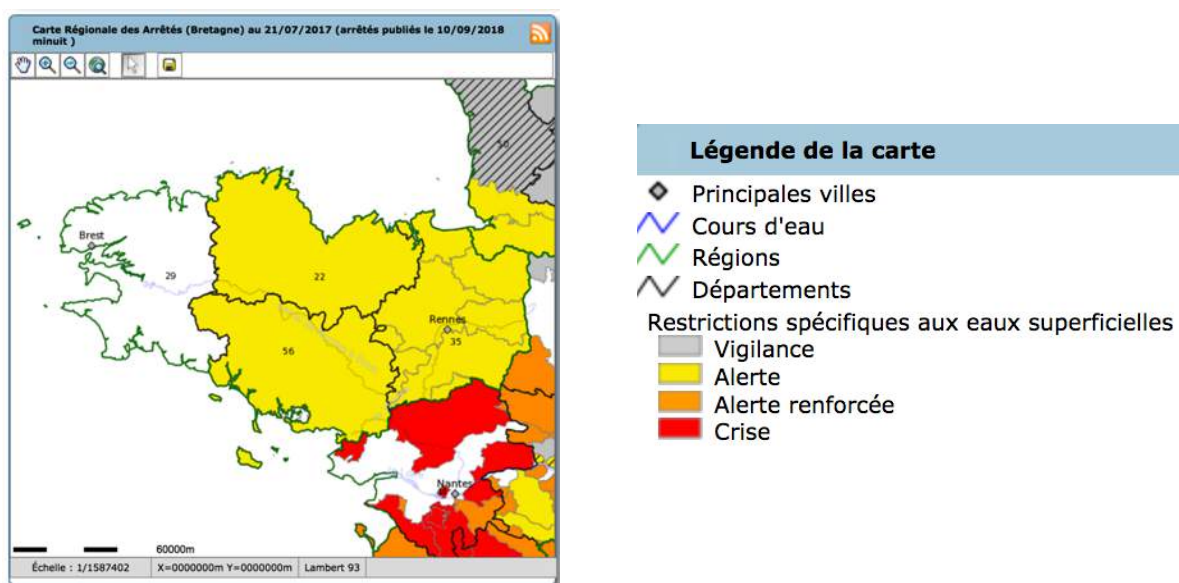 Carte Régionale des Arrêtés (Bretagne) au 21/07/2017 (arrêtés publiés le 10/09/2018
minuit )
50
Brest
29
22
Rennes
35
56
Nantes
60000m
Échelle : 1/1587402 X=0000000m Y=0000000m Lambert 93
Légende de la carte
Principales villes
Cours d'eau
Régions
Départements
Restrictions spécifiques aux eaux superficielles
Vigilance
Alerte
Alerte renforcée
Crise